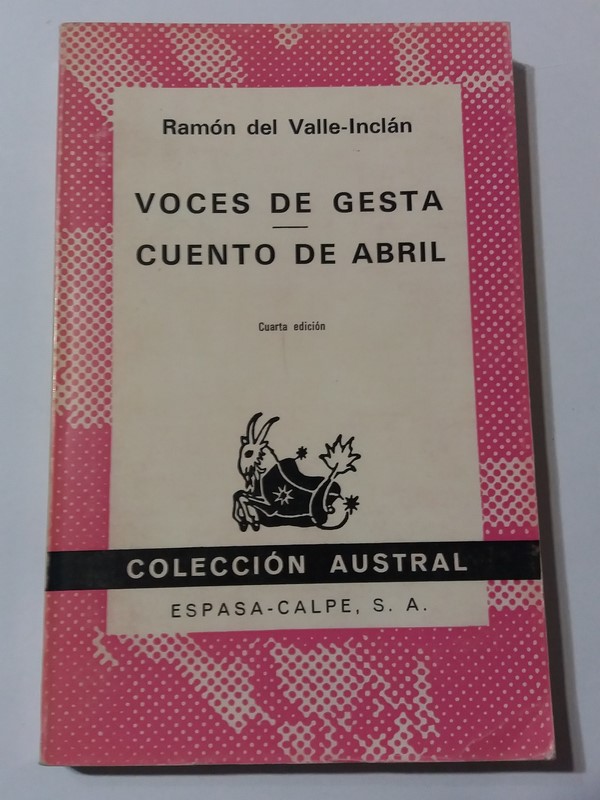 Ramón del Valle-Inclán
VOCES DE GESTA
CUENTO DE ABRIL
Cuarta edición
COLECCIÓN AUSTRAL
ESPASA-CALPE, S. A.